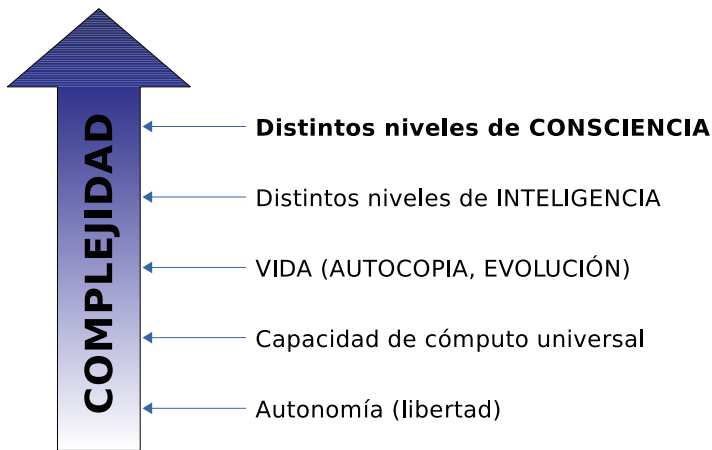 COMPLEJIDAD
Distintos niveles de CONSCIENCIA
Distintos niveles de INTELIGENCIA
VIDA (AUTOCOPIA, EVOLUCIÓN)
Capacidad de cómputo universal
Autonomía (libertad)